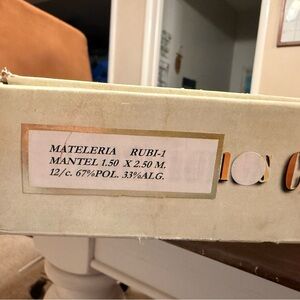 MATELERIA RUBI-1
MANTEL 1.50 X 2.50 M.
12/c. 67%POL. 33%ALG.